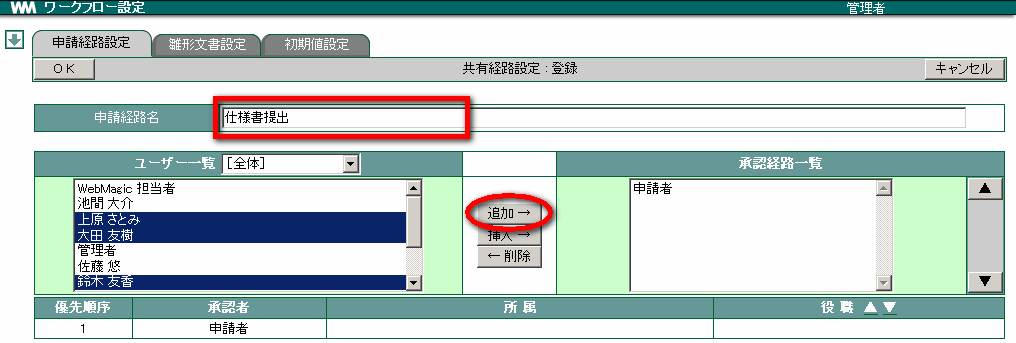 WM ワークフロー設定 管理者
申請経路設定 雛形文書設定 初期値設定
OK 共有経路設定：登録 キャンセル
申請経路名 仕様書提出
ユーザー一覧 [全体] 承認経路一覧
WebMagic 担当者 申請者
池間 大介
上原 さとみ
追加 →
大田 友樹
挿入 →
管理者
← 削除
佐藤 悠
鈴木 友香
優先順序 承認者 所属 役職 ▲▼
1 申請者